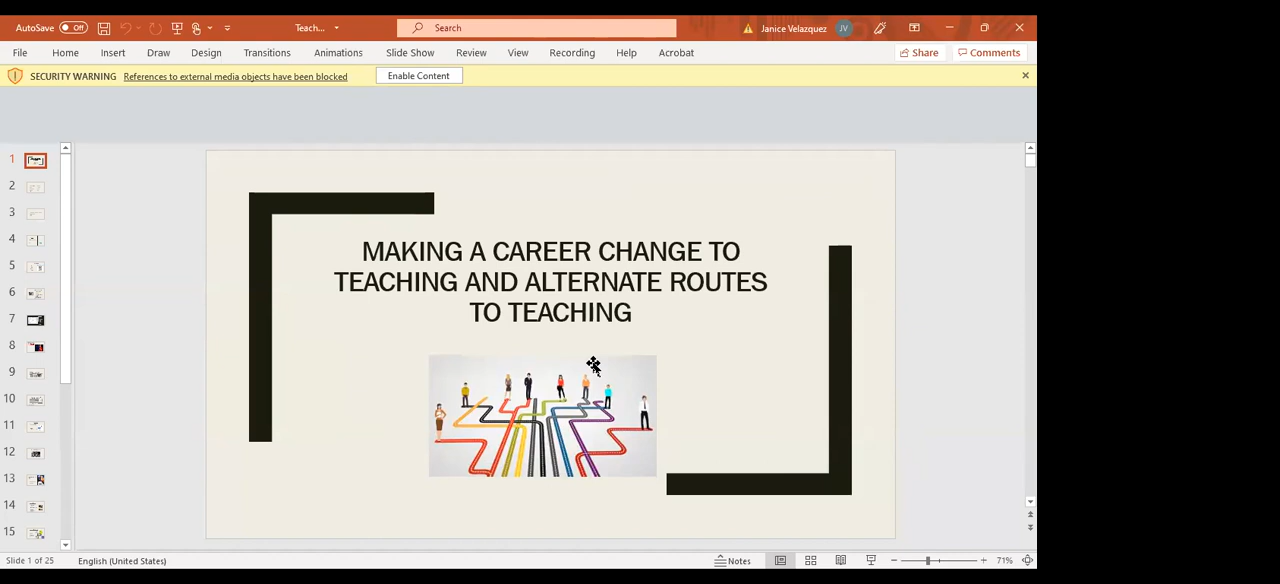 AutoSave Off Teach... Search Janice Velazquez JV
File Home Insert Draw Design Transitions Animations Slide Show Review View Recording Help Acrobat Share Comments
SECURITY WARNING References to external media objects have been blocked Enable Content
1
2
3
4
5
6
7
8
9
10
11
12
13
14
15
MAKING A CAREER CHANGE TO
TEACHING AND ALTERNATE ROUTES
TO TEACHING
Slide 1 of 25 English (United States) Notes 71%